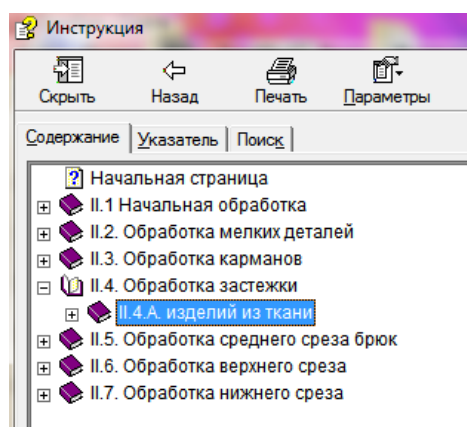 Инструкция
Скрыть Назад Печать Параметры
Содержание Указатель Поиск
Начальная страница
II.1 Начальная обработка
II.2. Обработка мелких деталей
II.3. Обработка карманов
II.4. Обработка застежки
II.4.А. изделий из ткани
II.5. Обработка среднего среза брюк
II.6. Обработка верхнего среза
II.7. Обработка нижнего среза